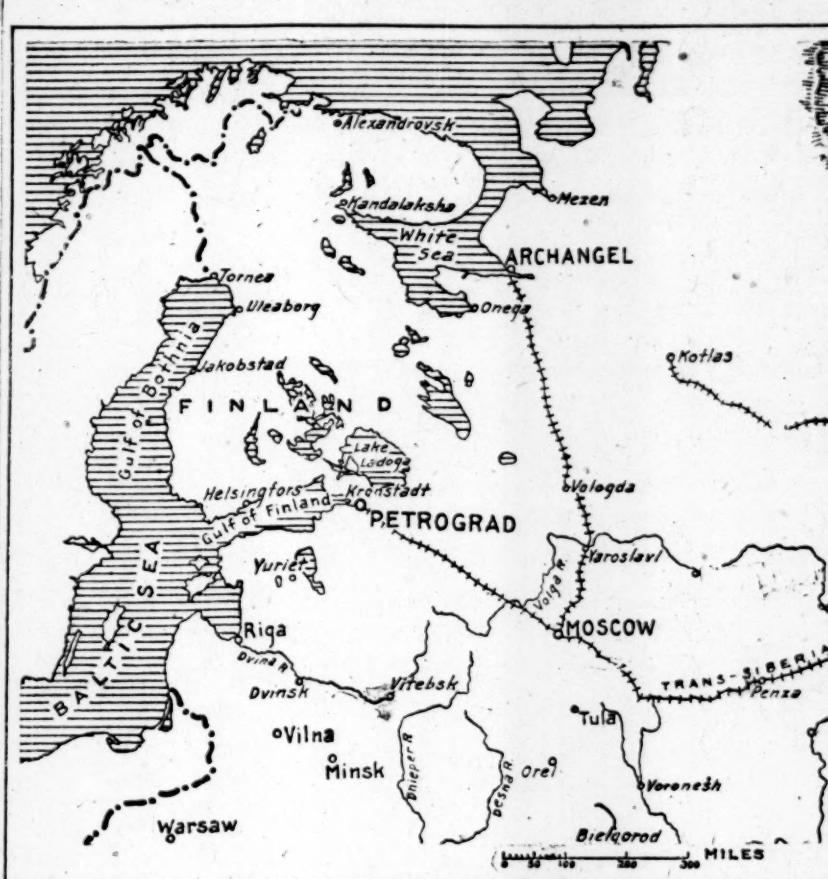 Alexandrovsk
Mezen
Kandalaksha
White
Sea
ARCHANGEL
Tornea
Onega
Uleaborg
Kotlas
Jakobstad
Gulf of Bothnia
FINLAND
Lake
Ladoga
Vologda
Helsingfors
Kronstadt
Gulf of Finland
PETROGRAD
Yaroslavl
Yuriev
Volga R.
BALTIC SEA
Riga
MOSCOW
Dvina R
TRANS-SIBERIA
Dvinsk
Vitebsk
Penza
Tula
Vilna
Minsk
Dnieper R
Desna R.
Orel
Voronesh
Warsaw
Bielgorod
0 50 100 200 300 MILES